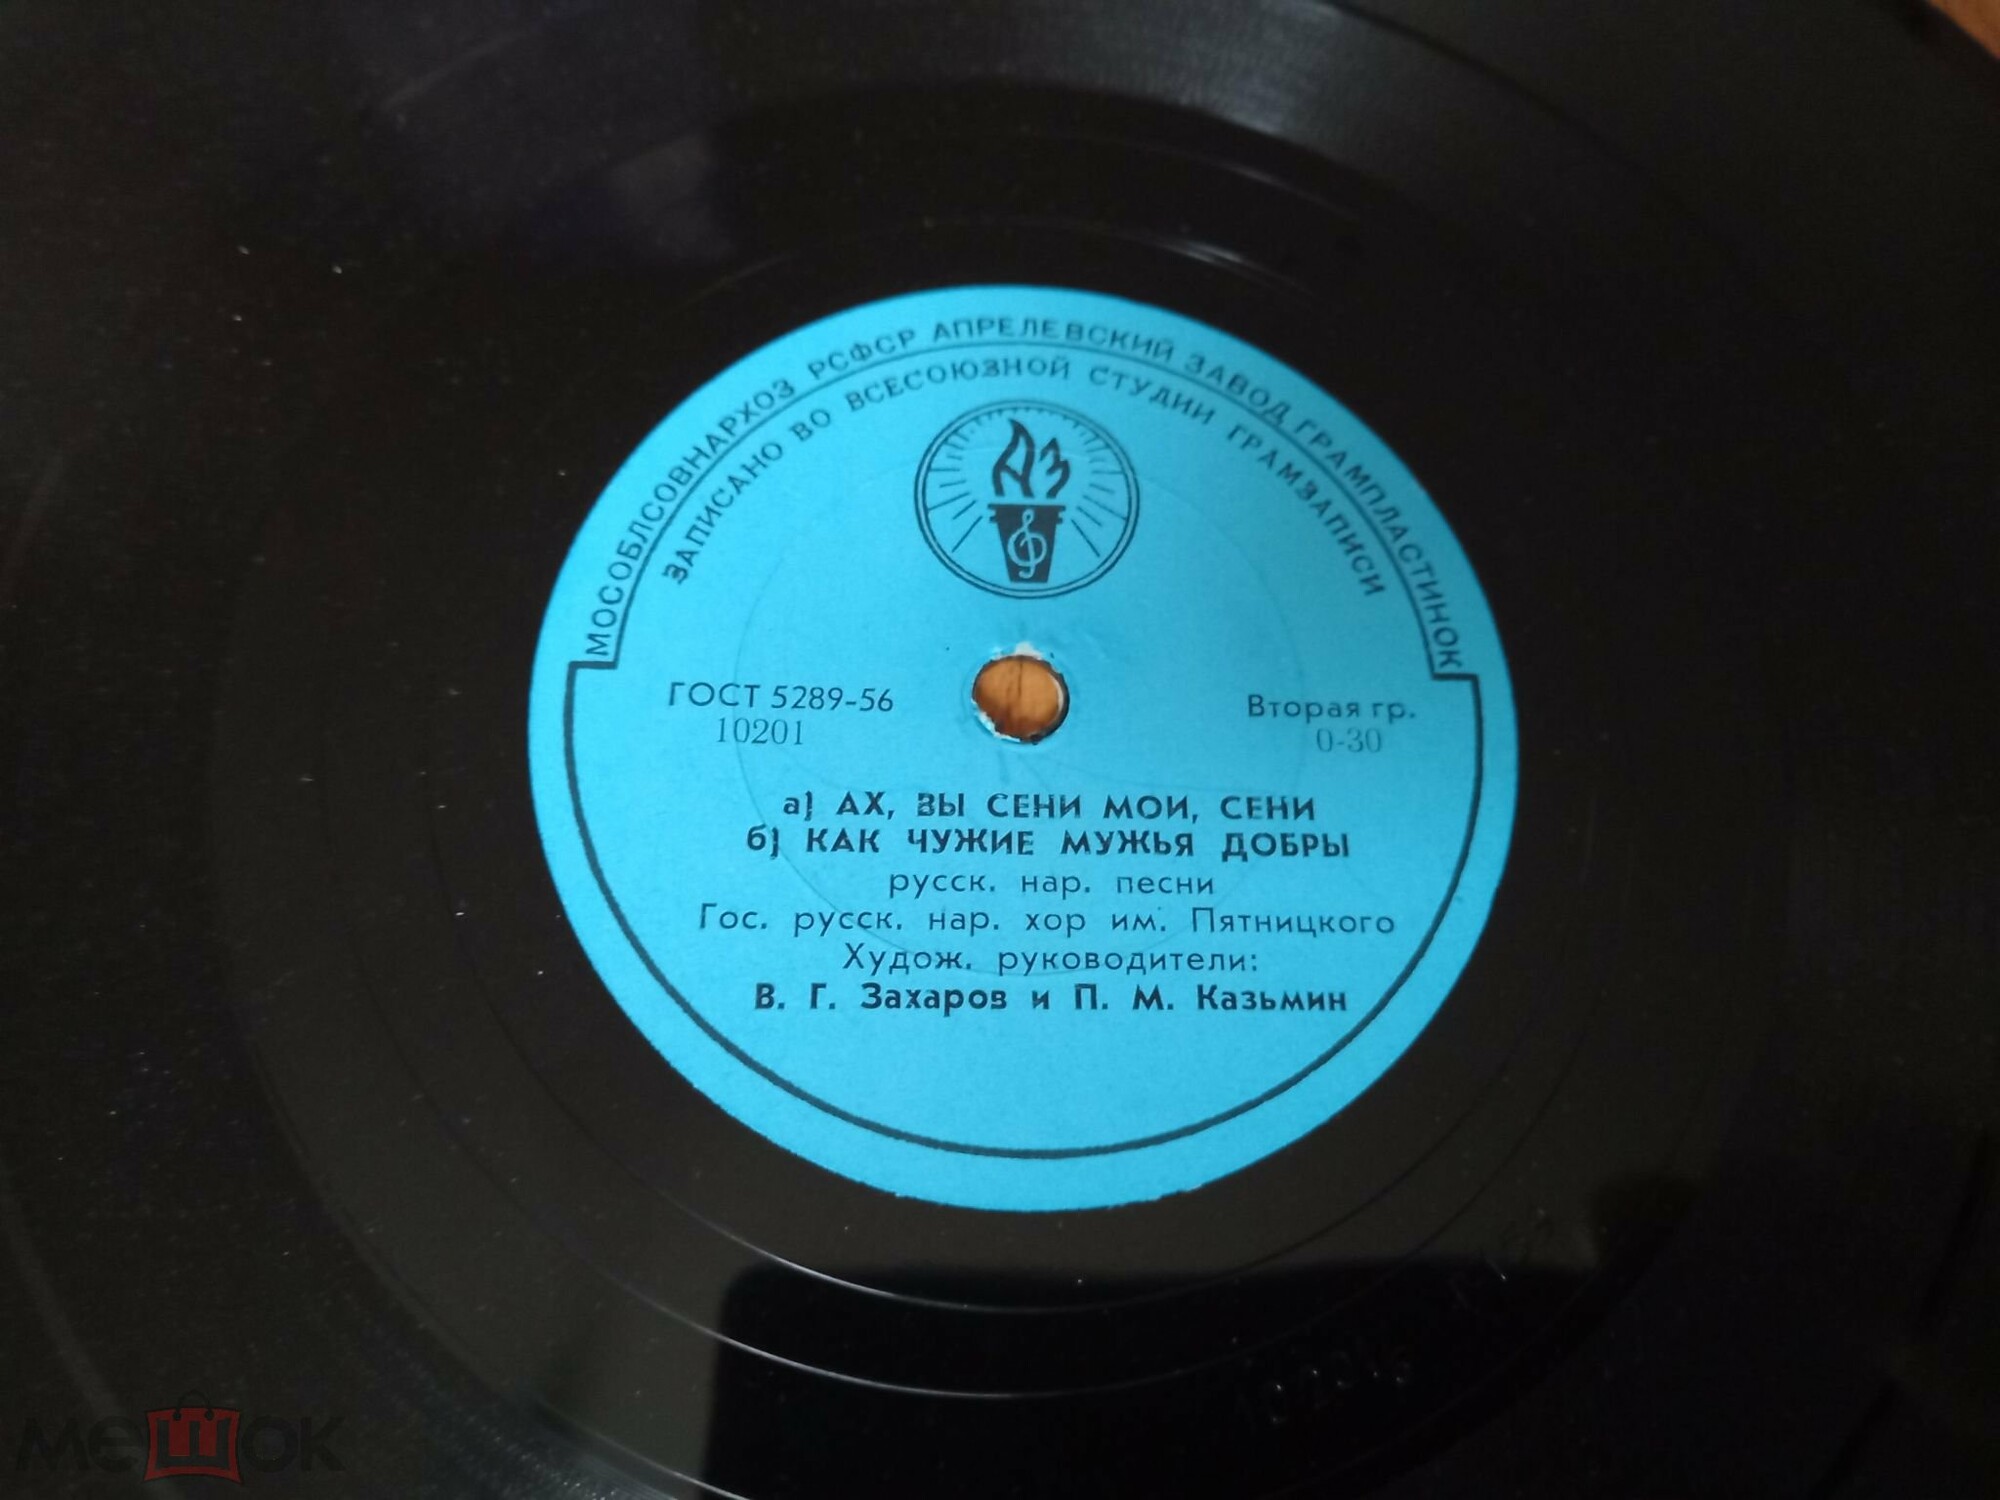 МОСОБЛСОВНАРХОЗ РСФСР АПРЕЛЕВСКИЙ ЗАВОД ГРАМПЛАСТИНОК
ЗАПИСАНО ВО ВСЕСОЮЗНОЙ СТУДИИ ГРАМЗАПИСИ
АЗ
ГОСТ 5289-56
10201
Вторая гр.
0-30
а) АХ, ВЫ СЕНИ МОИ, СЕНИ
б) КАК ЧУЖИЕ МУЖЬЯ ДОБРЫ
русск. нар. песни
Гос. русск. нар. хор им. Пятницкого
Худож. руководители:
В. Г. Захаров и П. М. Казьмин
мешок